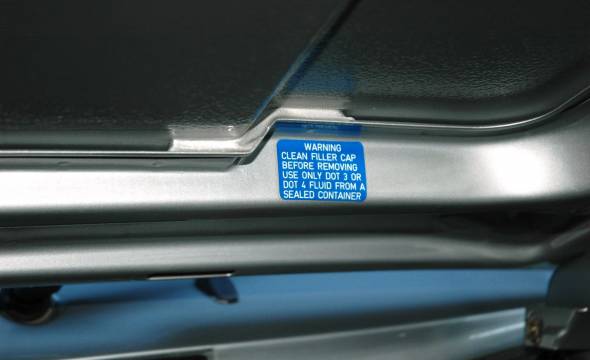 WARNING
CLEAN FILLER CAP
BEFORE REMOVING
USE ONLY DOT 3 OR
DOT 4 FLUID FROM A
SEALED CONTAINER